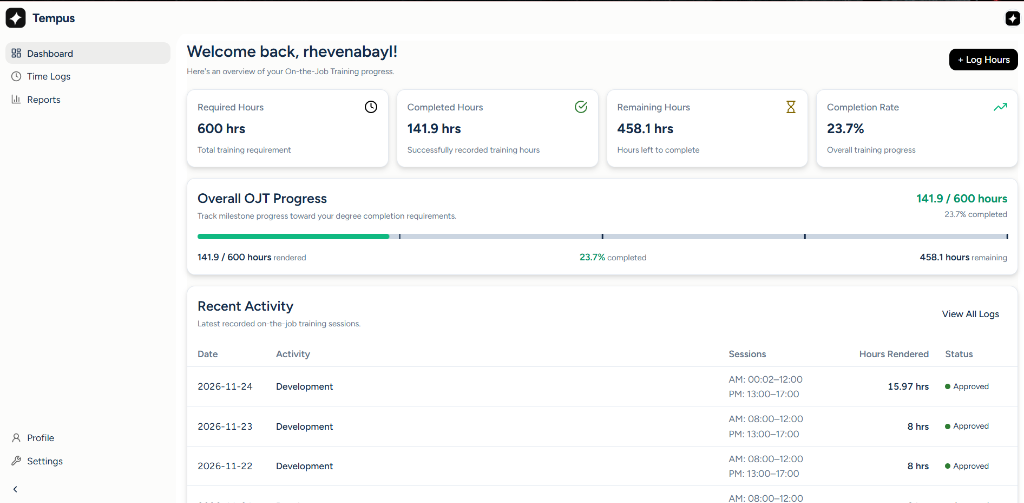 Tempus
Dashboard
Time Logs
Reports
Profile
Settings
Welcome back, rhevenabayl!
Here's an overview of your On-the-Job Training progress.
+ Log Hours
Required Hours
600 hrs
Total training requirement
Completed Hours
141.9 hrs
Successfully recorded training hours
Remaining Hours
458.1 hrs
Hours left to complete
Completion Rate
23.7%
Overall training progress
Overall OJT Progress
Track milestone progress toward your degree completion requirements.
141.9 / 600 hours
23.7% completed
141.9 / 600 hours rendered
23.7% completed
458.1 hours remaining
Recent Activity
Latest recorded on-the-job training sessions.
View All Logs
Date Activity Sessions Hours Rendered Status
2026-11-24 Development AM: 00:02–12:00 15.97 hrs Approved
PM: 13:00–17:00
2026-11-23 Development AM: 08:00–12:00 8 hrs Approved
PM: 13:00–17:00
2026-11-22 Development AM: 08:00–12:00 8 hrs Approved
PM: 13:00–17:00
AM: 08:00–12:00